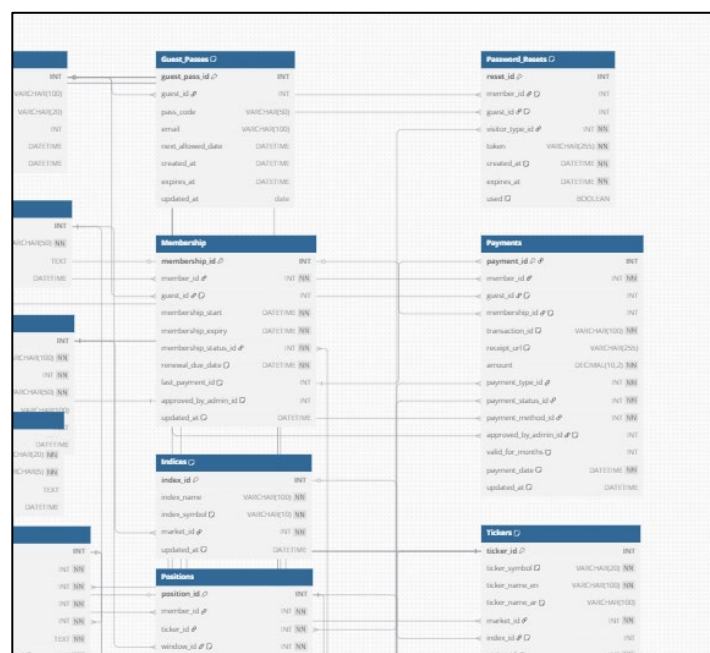 INT
VARCHAR(100)
VARCHAR(20)
INT
DATETIME
DATETIME
INT
ARCHAR(50) NN
TEXT
DATETIME
INT
RCHAR(100) NN
INT NN
ARCHAR(50) NN
VARCHAR(100)
DATETIME
CHAR(20) NN
RCHAR(5) NN
TEXT
DATETIME
INT
INT NN
INT NN
INT NN
INT NN
TEXT NN
Guest_Passes
guest_pass_id INT
guest_id INT
pass_code VARCHAR(50)
email VARCHAR(100)
next_allowed_date DATETIME
created_at DATETIME
expires_at DATETIME
updated_at date
Membership
membership_id INT
member_id INT NN
guest_id INT
membership_start DATETIME NN
membership_expiry DATETIME NN
membership_status_id INT NN
renewal_due_date DATETIME NN
last_payment_id INT
approved_by_admin_id INT
updated_at DATETIME
Indices
index_id INT
index_name VARCHAR(100) NN
index_symbol VARCHAR(10) NN
market_id INT NN
updated_at DATETIME
Positions
position_id INT
member_id INT NN
ticker_id INT NN
window_id INT NN
Password_Resets
reset_id INT
member_id INT
guest_id INT
visitor_type_id INT NN
token VARCHAR(255) NN
created_at DATETIME NN
expires_at DATETIME NN
used BOOLEAN
Payments
payment_id INT
member_id INT NN
guest_id INT
membership_id INT
transaction_id VARCHAR(100) NN
receipt_url VARCHAR(255)
amount DECIMAL(10,2) NN
payment_type_id INT NN
payment_status_id INT NN
payment_method_id INT NN
approved_by_admin_id INT
valid_for_months INT
payment_date DATETIME NN
updated_at DATETIME
Tickers
ticker_id INT
ticker_symbol VARCHAR(20) NN
ticker_name_en VARCHAR(100) NN
ticker_name_ar VARCHAR(100)
market_id INT NN
index_id INT